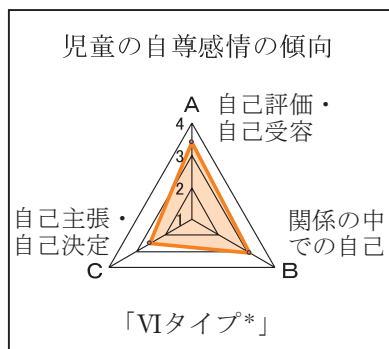 児童の自尊感情の傾向
A
自己評価・
自己受容
4
3
2
1
自己主張・
自己決定
関係の中
での自己
C
B
「Ⅵタイプ*」